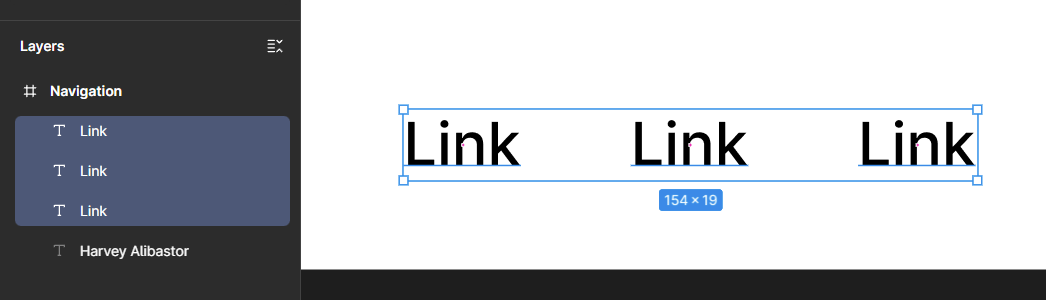 Layers
Navigation
Link
Link
Link
Harvey Alibastor
Link Link Link
154 × 19